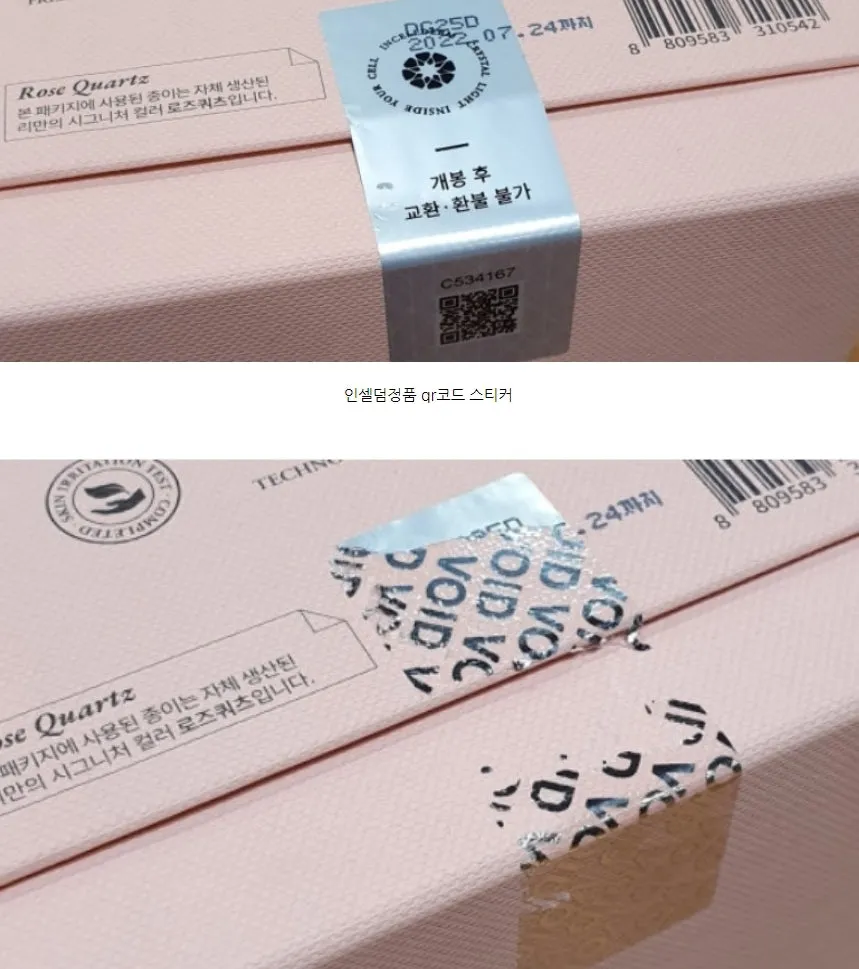 DG25D
2022.07.24까지
8 809583 310542
INCELLDERM CRYSTAL LIGHT INSIDE YOUR CELL
Rose Quartz
본 패키지에 사용된 종이는 자체 생산된
리만의 시그니처 컬러 로즈쿼츠입니다.
개봉 후
교환·환불 불가
C534167
인셀덤정품 qr코드 스티커
SKIN IRRITATION TEST · COMPLETED ·
.24까지
8 809583
VOID VOID
VOID
Quartz
패키지에 사용된 종이는 자체 생산된
시그니처 컬러 로즈쿼츠입니다.